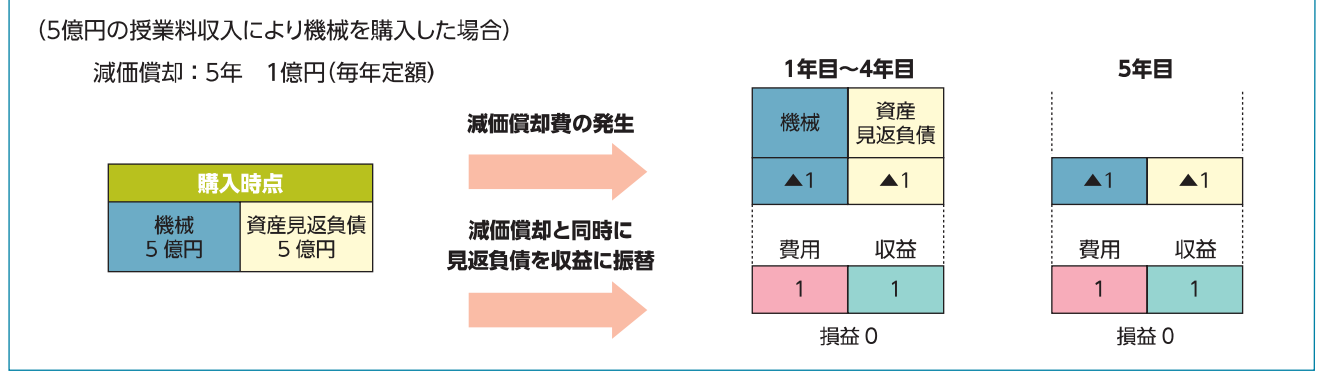 (5億円の授業料収入により機械を購入した場合)
減価償却：5年　1億円(毎年定額)
購入時点
機械
5 億円
資産見返負債
5 億円
減価償却費の発生
減価償却と同時に
見返負債を収益に振替
1年目～4年目
機械
資産
見返負債
▲1
▲1
費用
収益
1
1
損益 0
5年目
▲1
▲1
費用
収益
1
1
損益 0